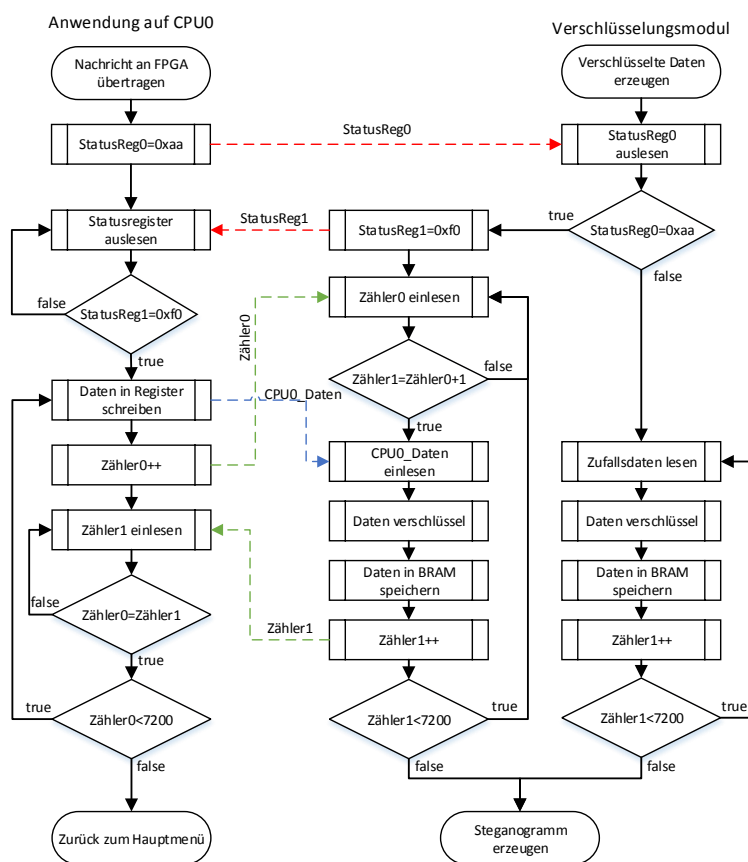 Anwendung auf CPU0
Verschlüsselungsmodul
Nachricht an FPGA
übertragen
Verschlüsselte Daten
erzeugen
StatusReg0=0xaa
StatusReg0
StatusReg0
auslesen
Statusregister
auslesen
StatusReg1
StatusReg1=0xf0
true
StatusReg0=0xaa
false
false
StatusReg1=0xf0
true
Zähler0
Zähler0 einlesen
Zähler1=Zähler0+1
false
true
Daten in Register
schreiben
CPU0_Daten
CPU0_Daten
einlesen
Zufallsdaten lesen
Zähler0++
Zähler1 einlesen
Daten verschlüssel
Daten verschlüssel
Daten in BRAM
speichern
Daten in BRAM
speichern
false
Zähler0=Zähler1
true
Zähler1
Zähler1++
Zähler1++
true
Zähler0<7200
false
Zähler1<7200
true
false
Zähler1<7200
true
false
Zurück zum Hauptmenü
Steganogramm
erzeugen